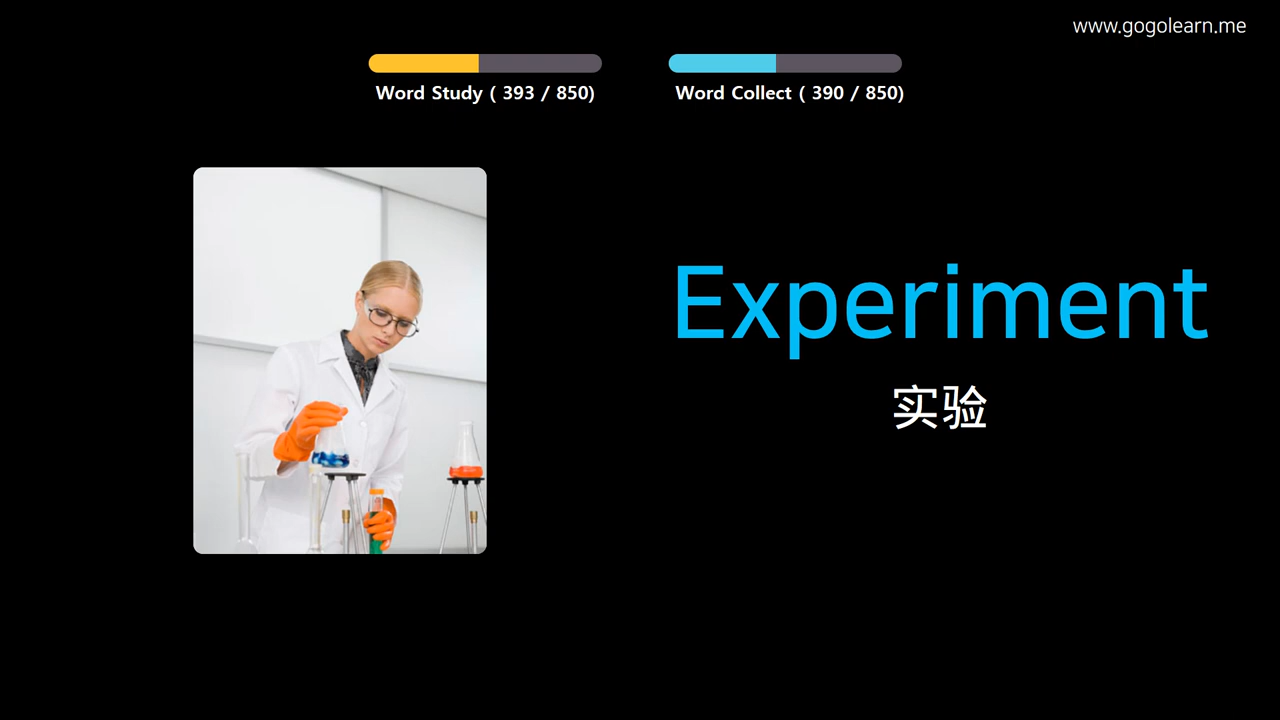 www.gogolearn.me
Word Study ( 393 / 850)
Word Collect ( 390 / 850)
Experiment
实验